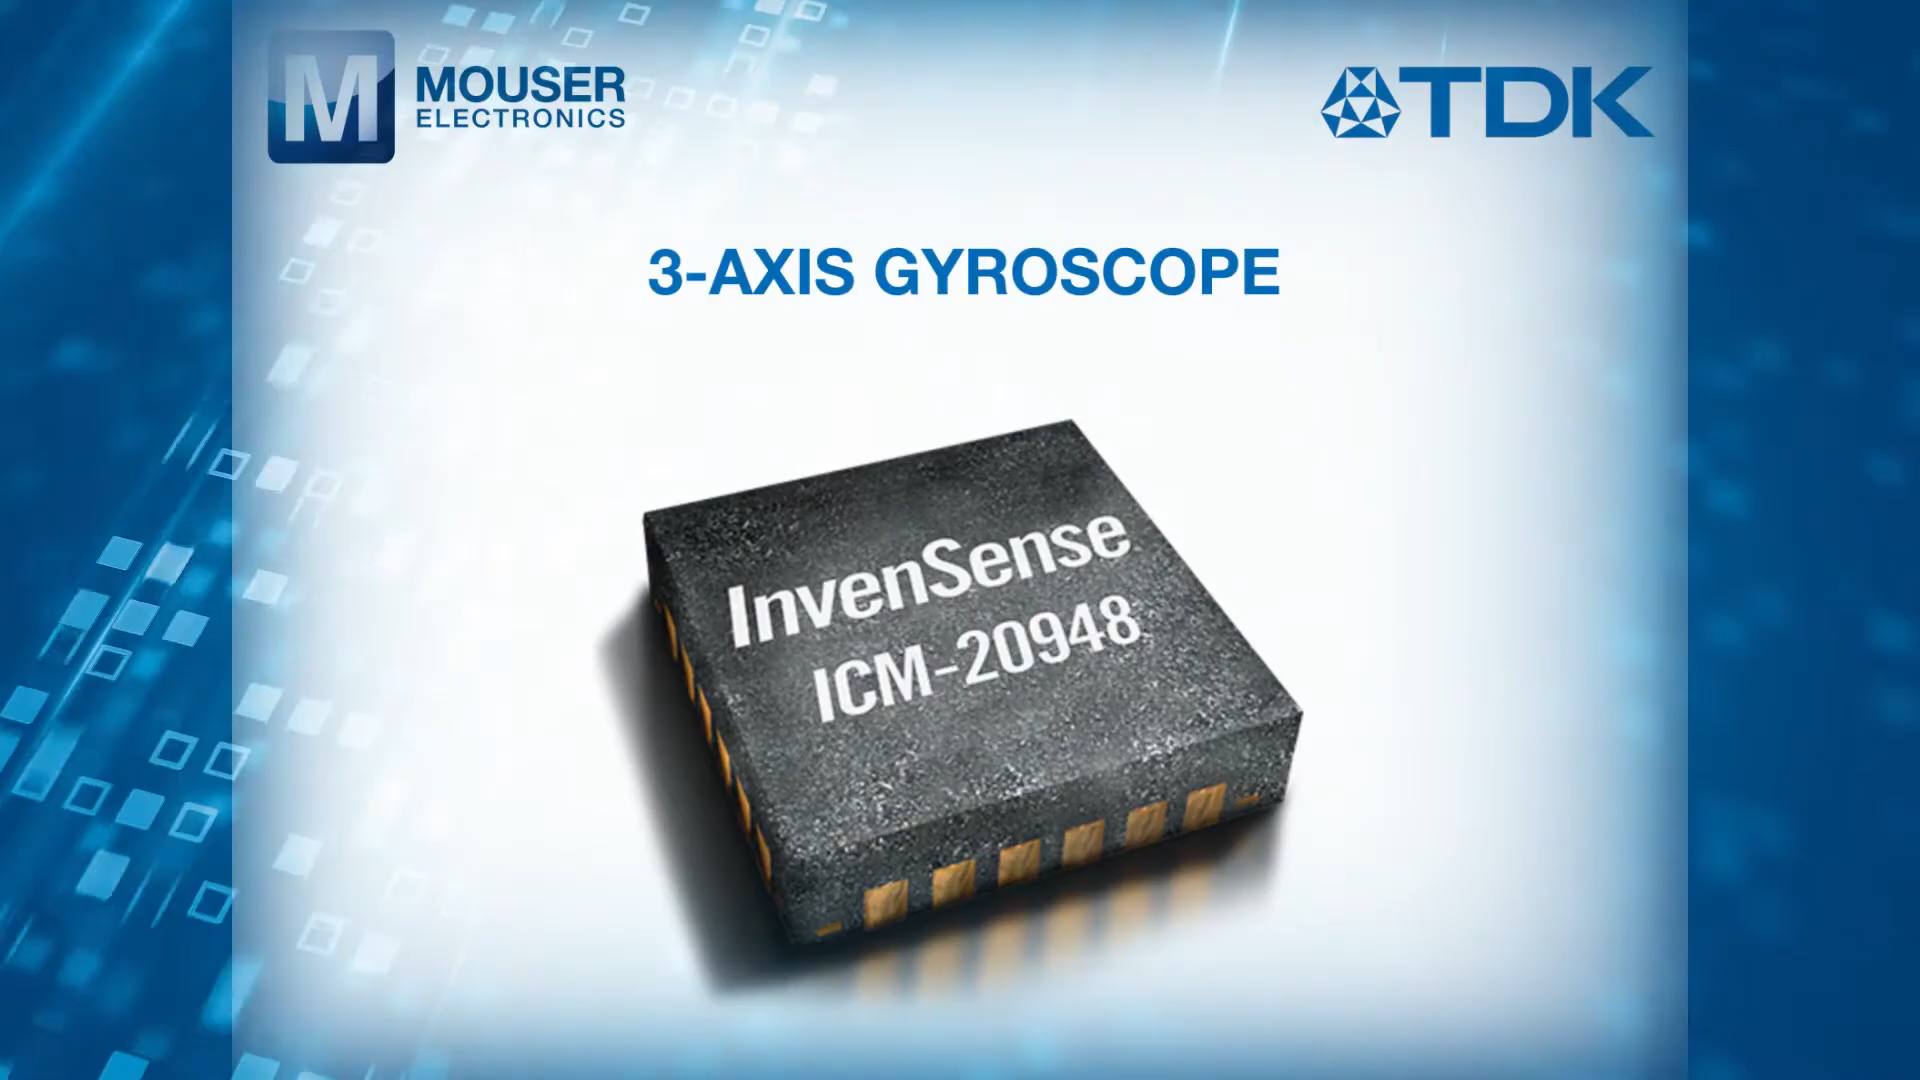 M MOUSER
ELECTRONICS
TDK
3-AXIS GYROSCOPE
InvenSense
ICM-20948